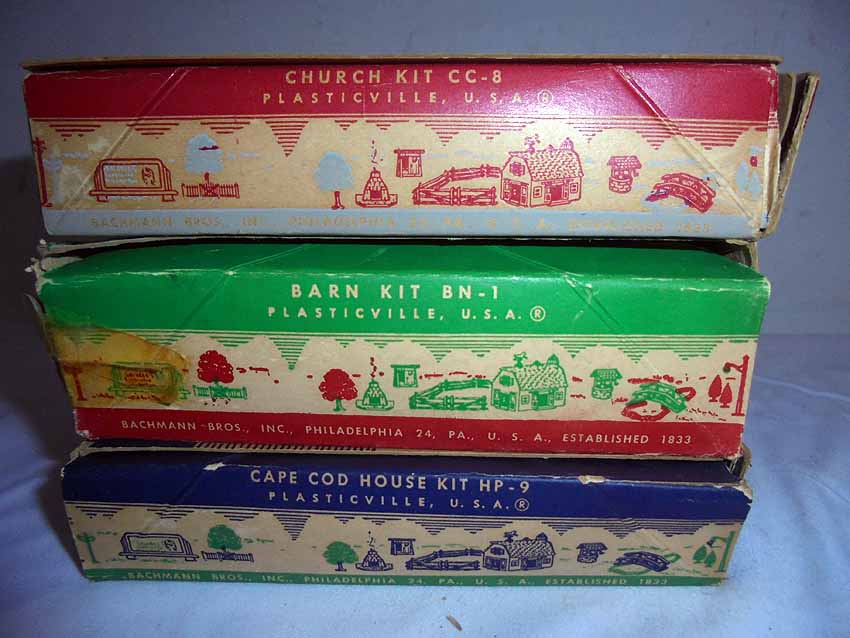 CHURCH KIT CC-8
PLASTICVILLE, U.S.A.®
BACHMANN BROS., INC. PHILADELPHIA 24, PA., U. S. A., ESTABLISHED 1833
BARN KIT BN-1
PLASTICVILLE, U.S.A.®
BACHMANN BROS., INC., PHILADELPHIA 24, PA., U. S. A., ESTABLISHED 1833
CAPE COD HOUSE KIT HP-9
PLASTICVILLE, U.S.A.®
BACHMANN BROS., INC., PHILADELPHIA 24, PA., U. S. A., ESTABLISHED 1833